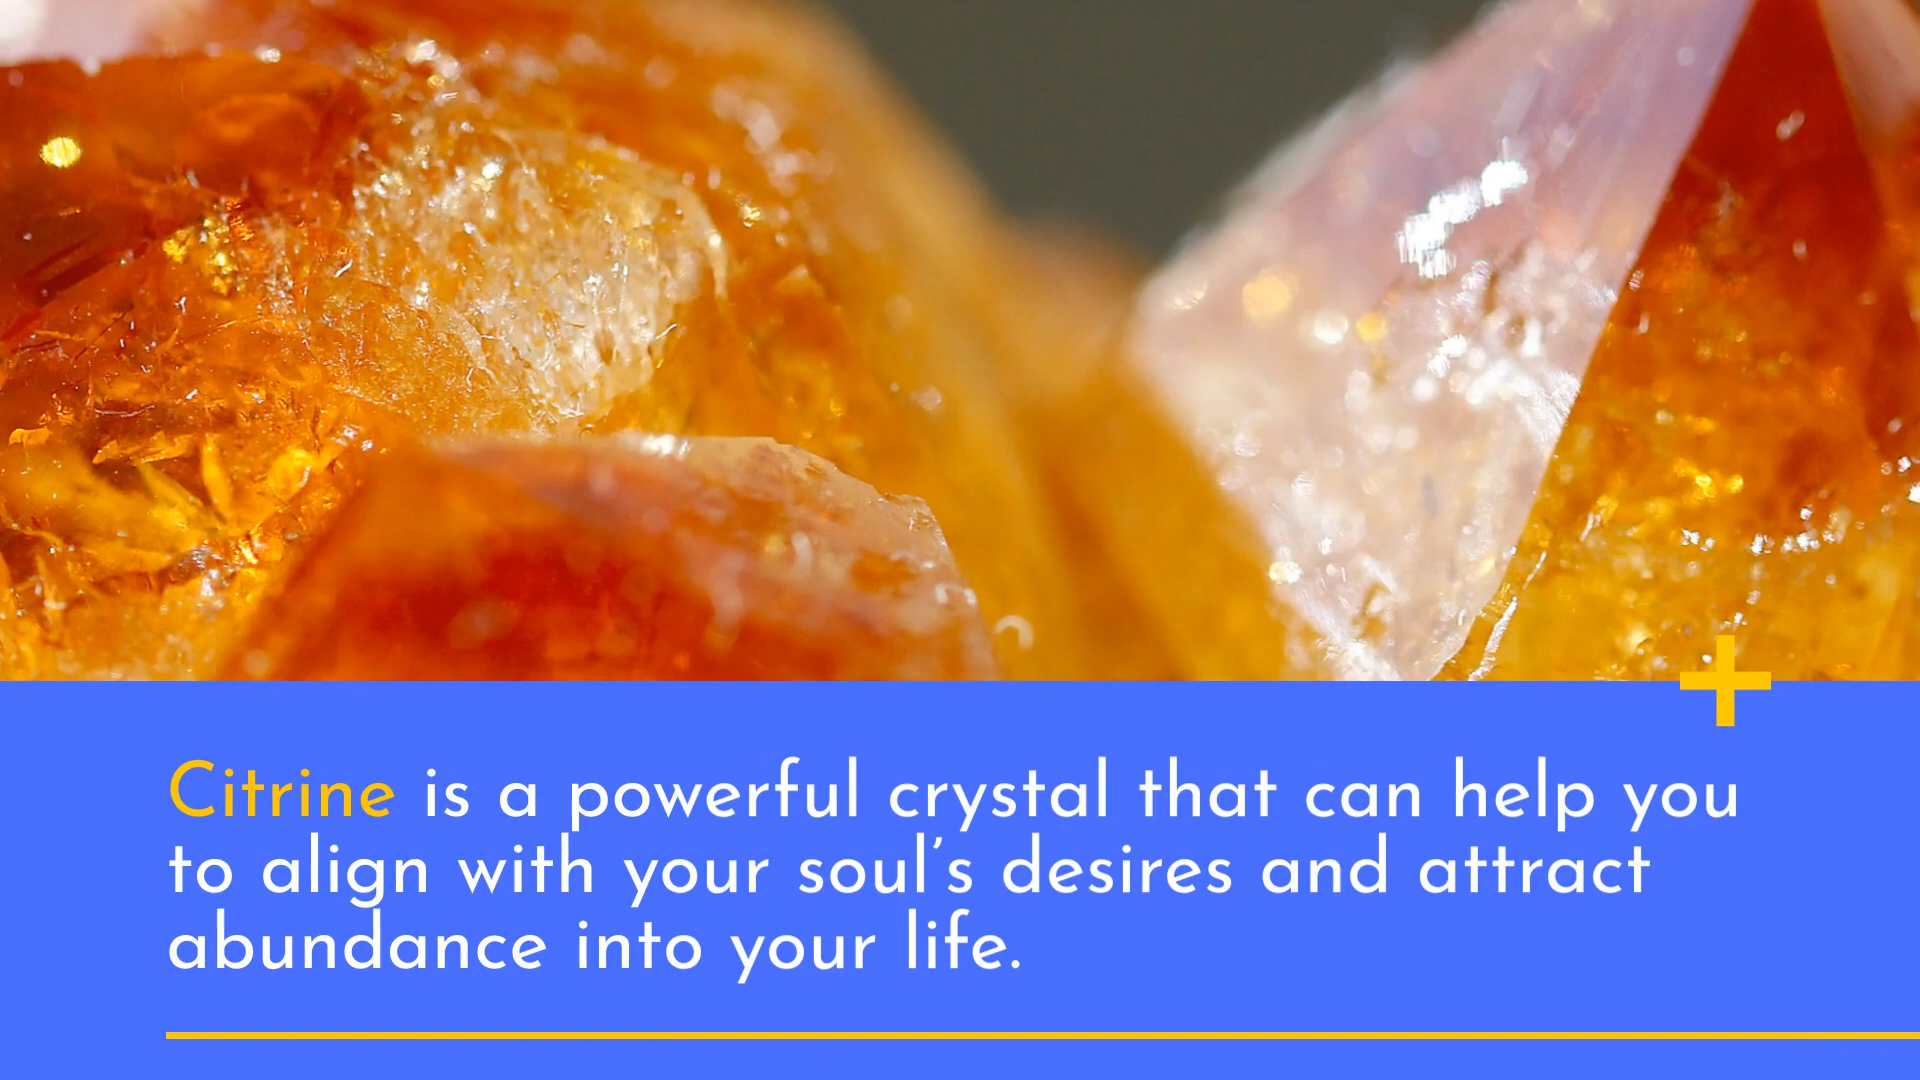 Citrine is a powerful crystal that can help you
to align with your soul’s desires and attract
abundance into your life.